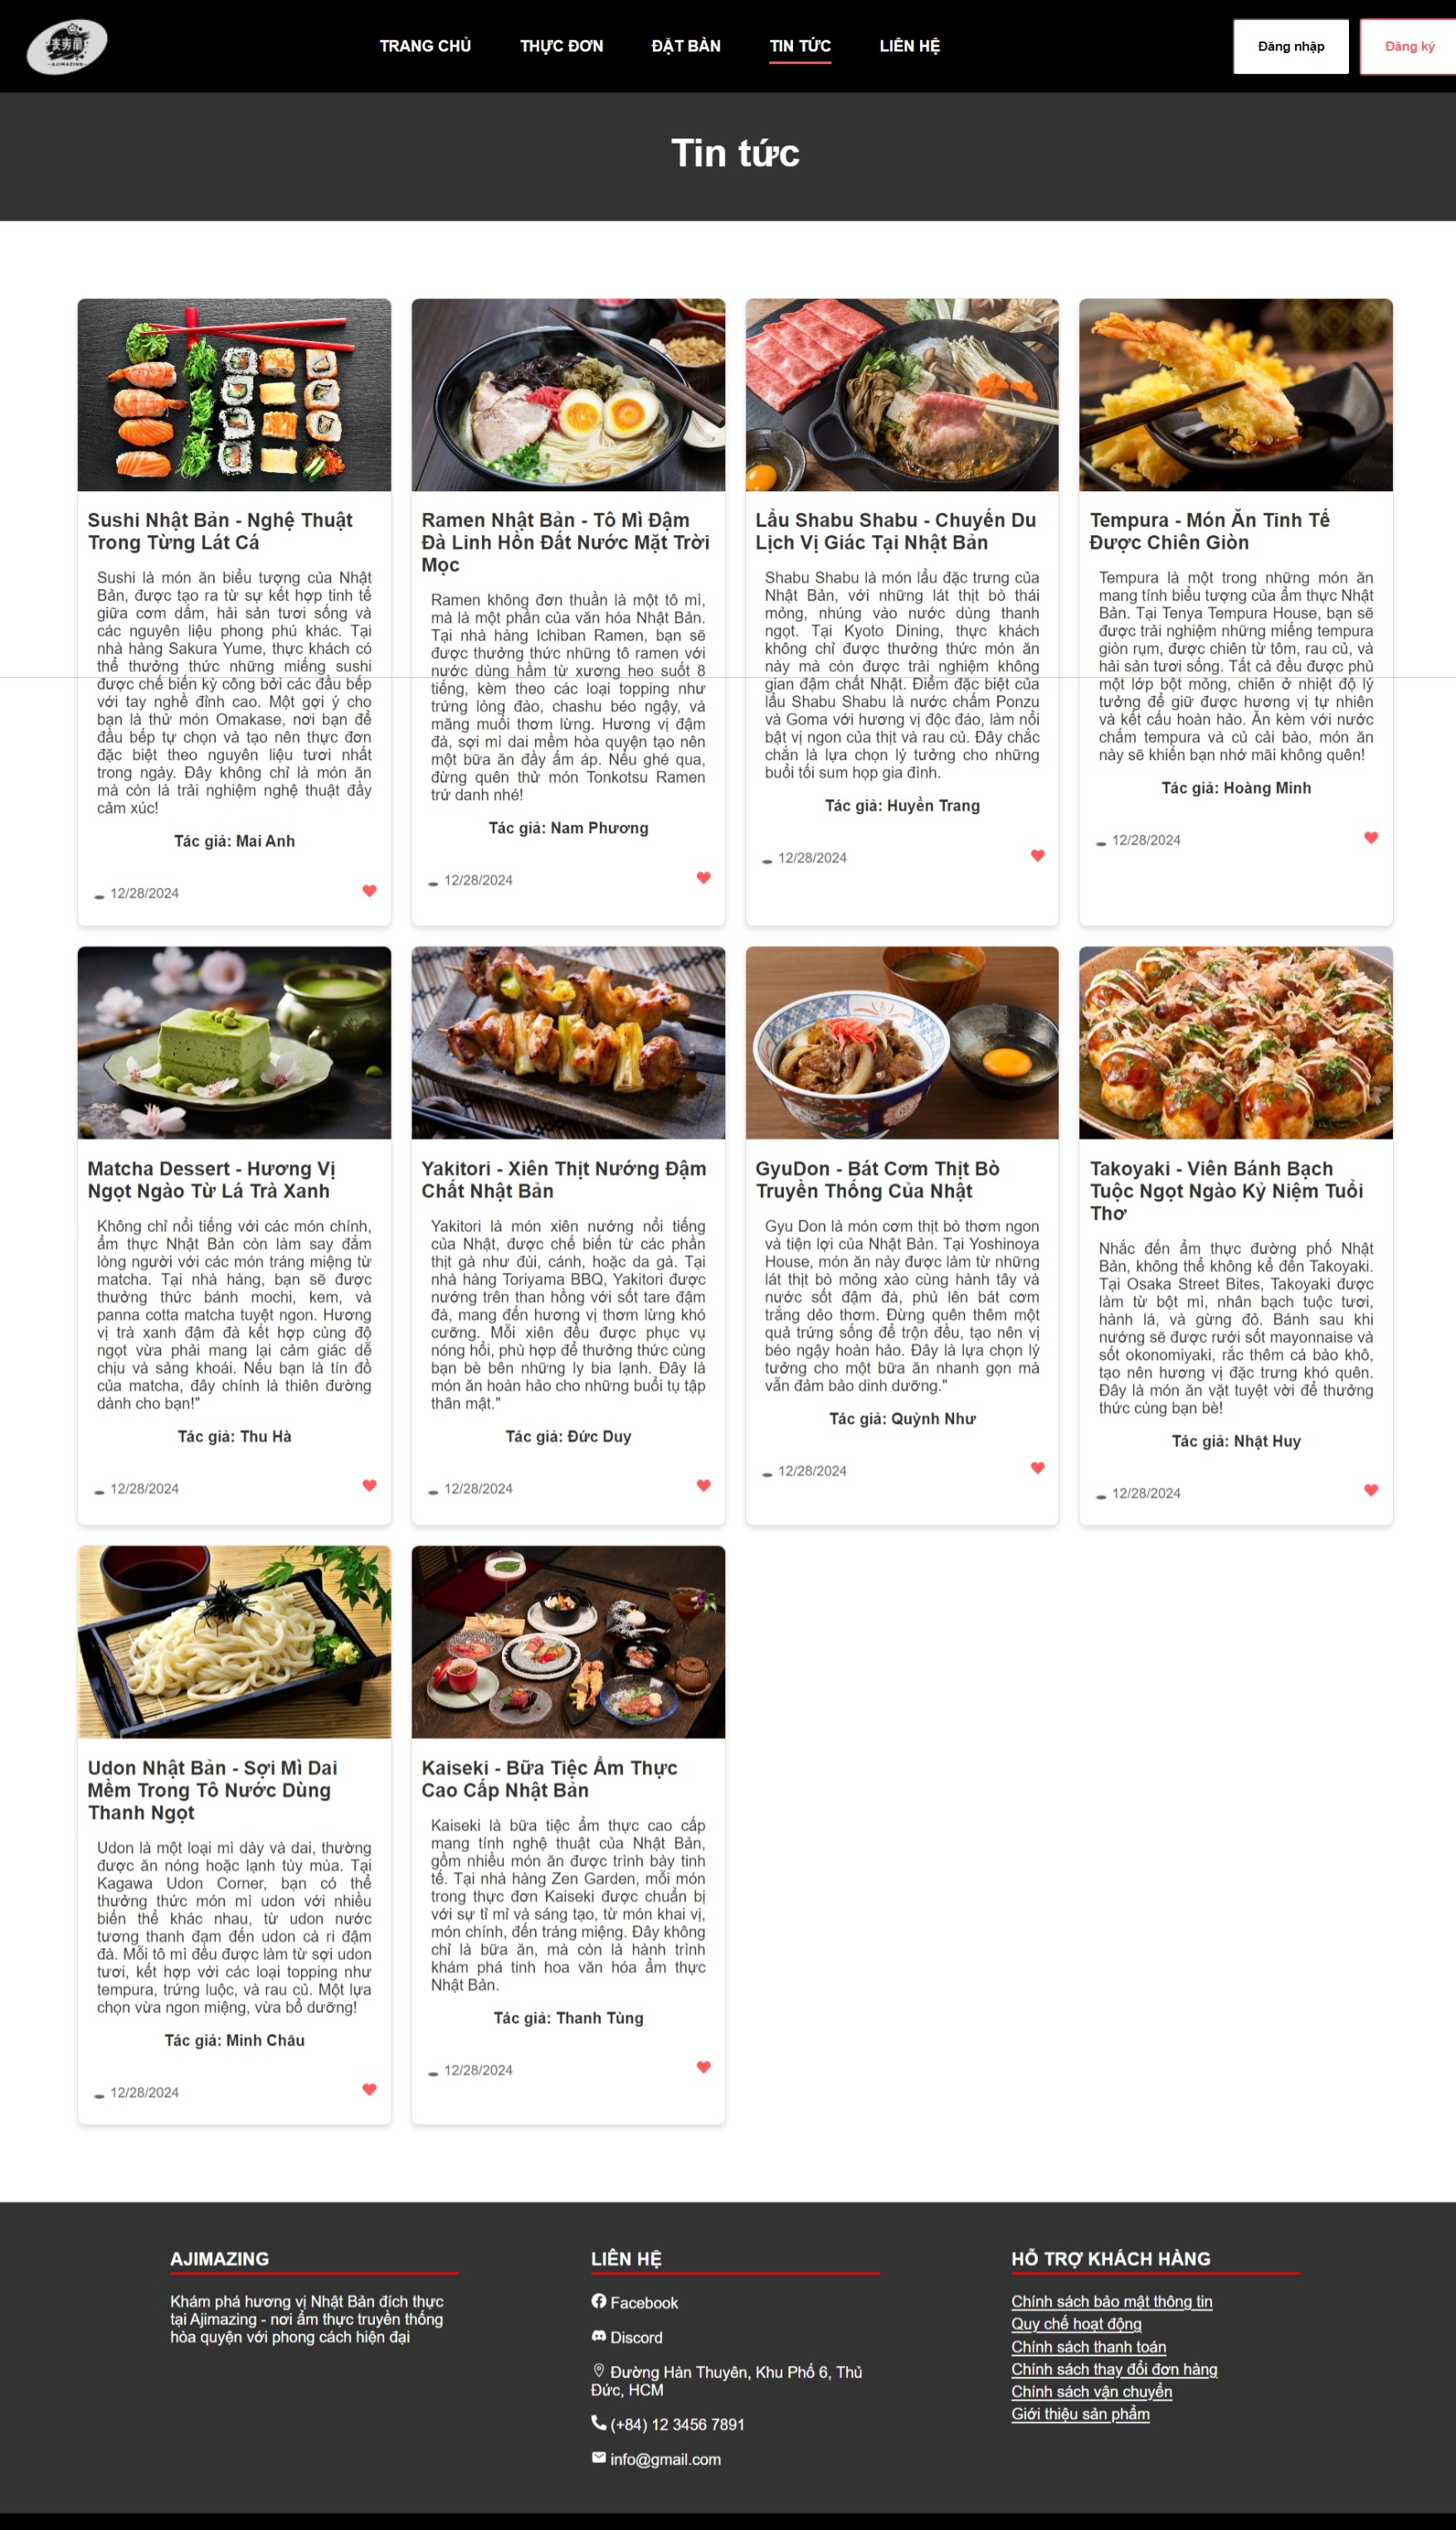 TRANG CHỦ THỰC ĐƠN ĐẶT BÀN TIN TỨC LIÊN HỆ
Đăng nhập
Đăng ký
AJIMAZING
Tin tức
Sushi Nhật Bản - Nghệ Thuật
Trong Từng Lát Cá
Sushi là món ăn biểu tượng của Nhật
Bản, được tạo ra từ sự kết hợp tinh tế
giữa cơm dấm, hải sản tươi sống và
các nguyên liệu phong phú khác. Tại
nhà hàng Sakura Yume, thực khách có
thể thưởng thức những miếng sushi
được chế biến kỳ công bởi các đầu bếp
với tay nghề đỉnh cao. Một gợi ý cho
bạn là thử món Omakase, nơi bạn để
đầu bếp tự chọn và tạo nên thực đơn
đặc biệt theo nguyên liệu tươi nhất
trong ngày. Đây không chỉ là món ăn
mà còn là trải nghiệm nghệ thuật đầy
cảm xúc!
Tác giả: Mai Anh
12/28/2024
Ramen Nhật Bản - Tô Mì Đậm
Đà Linh Hồn Đất Nước Mặt Trời
Mọc
Ramen không đơn thuần là một tô mì,
mà là một phần của văn hóa Nhật Bản.
Tại nhà hàng Ichiban Ramen, bạn sẽ
được thưởng thức những tô ramen với
nước dùng hầm từ xương heo suốt 8
tiếng, kèm theo các loại topping như
trứng lòng đào, chashu béo ngậy, và
măng muối thơm lừng. Hương vị đậm
đà, sợi mì dai mềm hòa quyện tạo nên
một bữa ăn đầy ấm áp. Nếu ghé qua,
đừng quên thử món Tonkotsu Ramen
trứ danh nhé!
Tác giả: Nam Phương
12/28/2024
Lẩu Shabu Shabu - Chuyến Du
Lịch Vị Giác Tại Nhật Bản
Shabu Shabu là món lẩu đặc trưng của
Nhật Bản, với những lát thịt bò thái
mỏng, nhúng vào nước dùng thanh
ngọt. Tại Kyoto Dining, thực khách
không chỉ được thưởng thức món ăn
này mà còn được trải nghiệm không
gian đậm chất Nhật. Điểm đặc biệt của
lẩu Shabu Shabu là nước chấm Ponzu
và Goma với hương vị độc đáo, làm nổi
bật vị ngon của thịt và rau củ. Đây chắc
chắn là lựa chọn lý tưởng cho những
buổi tối sum họp gia đình.
Tác giả: Huyền Trang
12/28/2024
Tempura - Món Ăn Tinh Tế
Được Chiên Giòn
Tempura là một trong những món ăn
mang tính biểu tượng của ẩm thực Nhật
Bản. Tại Tenya Tempura House, bạn sẽ
được trải nghiệm những miếng tempura
giòn rụm, được chiên từ tôm, rau củ, và
hải sản tươi sống. Tất cả đều được phủ
một lớp bột mỏng, chiên ở nhiệt độ lý
tưởng để giữ được hương vị tự nhiên
và kết cấu hoàn hảo. Ăn kèm với nước
chấm tempura và củ cải bào, món ăn
này sẽ khiến bạn nhớ mãi không quên!
Tác giả: Hoàng Minh
12/28/2024
Matcha Dessert - Hương Vị
Ngọt Ngào Từ Lá Trà Xanh
Không chỉ nổi tiếng với các món chính,
ẩm thực Nhật Bản còn làm say đắm
lòng người với các món tráng miệng từ
matcha. Tại nhà hàng, bạn sẽ được
thưởng thức bánh mochi, kem, và
panna cotta matcha tuyệt ngon. Hương
vị trà xanh đậm đà kết hợp cùng độ
ngọt vừa phải mang lại cảm giác dễ
chịu và sảng khoái. Nếu bạn là tín đồ
của matcha, đây chính là thiên đường
dành cho bạn!"
Tác giả: Thu Hà
12/28/2024
Yakitori - Xiên Thịt Nướng Đậm
Chất Nhật Bản
Yakitori là món xiên nướng nổi tiếng
của Nhật, được chế biến từ các phần
thịt gà như đùi, cánh, hoặc da gà. Tại
nhà hàng Toriyama BBQ, Yakitori được
nướng trên than hồng với sốt tare đậm
đà, mang đến hương vị thơm lừng khó
cưỡng. Mỗi xiên đều được phục vụ
nóng hổi, phù hợp để thưởng thức cùng
bạn bè bên những ly bia lạnh. Đây là
món ăn hoàn hảo cho những buổi tụ tập
thân mật."
Tác giả: Đức Duy
12/28/2024
GyuDon - Bát Cơm Thịt Bò
Truyền Thống Của Nhật
Gyu Don là món cơm thịt bò thơm ngon
và tiện lợi của Nhật Bản. Tại Yoshinoya
House, món ăn này được làm từ những
lát thịt bò mỏng xào cùng hành tây và
nước sốt đậm đà, phủ lên bát cơm
trắng dẻo thơm. Đừng quên thêm một
quả trứng sống để trộn đều, tạo nên vị
béo ngậy hoàn hảo. Đây là lựa chọn lý
tưởng cho một bữa ăn nhanh gọn mà
vẫn đảm bảo dinh dưỡng."
Tác giả: Quỳnh Như
12/28/2024
Takoyaki - Viên Bánh Bạch
Tuộc Ngọt Ngào Kỷ Niệm Tuổi
Thơ
Nhắc đến ẩm thực đường phố Nhật
Bản, không thể không kể đến Takoyaki.
Tại Osaka Street Bites, Takoyaki được
làm từ bột mì, nhân bạch tuộc tươi,
hành lá, và gừng đỏ. Bánh sau khi
nướng sẽ được rưới sốt mayonnaise và
sốt okonomiyaki, rắc thêm cá bào khô,
tạo nên hương vị đặc trưng khó quên.
Đây là món ăn vặt tuyệt vời để thưởng
thức cùng bạn bè!
Tác giả: Nhật Huy
12/28/2024
Udon Nhật Bản - Sợi Mì Dai
Mềm Trong Tô Nước Dùng
Thanh Ngọt
Udon là một loại mì dày và dai, thường
được ăn nóng hoặc lạnh tùy mùa. Tại
Kagawa Udon Corner, bạn có thể
thưởng thức món mì udon với nhiều
biến thể khác nhau, từ udon nước
tương thanh đạm đến udon cà ri đậm
đà. Mỗi tô mì đều được làm từ sợi udon
tươi, kết hợp với các loại topping như
tempura, trứng luộc, và rau củ. Một lựa
chọn vừa ngon miệng, vừa bổ dưỡng!
Tác giả: Minh Châu
12/28/2024
Kaiseki - Bữa Tiệc Ẩm Thực
Cao Cấp Nhật Bản
Kaiseki là bữa tiệc ẩm thực cao cấp
mang tính nghệ thuật của Nhật Bản,
gồm nhiều món ăn được trình bày tinh
tế. Tại nhà hàng Zen Garden, mỗi món
trong thực đơn Kaiseki được chuẩn bị
với sự tỉ mỉ và sáng tạo, từ món khai vị,
món chính, đến tráng miệng. Đây không
chỉ là bữa ăn, mà còn là hành trình
khám phá tinh hoa văn hóa ẩm thực
Nhật Bản.
Tác giả: Thanh Tùng
12/28/2024
AJIMAZING
Khám phá hương vị Nhật Bản đích thực
tại Ajimazing - nơi ẩm thực truyền thống
hòa quyện với phong cách hiện đại
LIÊN HỆ
Facebook
Discord
Đường Hàn Thuyên, Khu Phố 6, Thủ
Đức, HCM
(+84) 12 3456 7891
info@gmail.com
HỖ TRỢ KHÁCH HÀNG
Chính sách bảo mật thông tin
Quy chế hoạt động
Chính sách thanh toán
Chính sách thay đổi đơn hàng
Chính sách vận chuyển
Giới thiệu sản phẩm